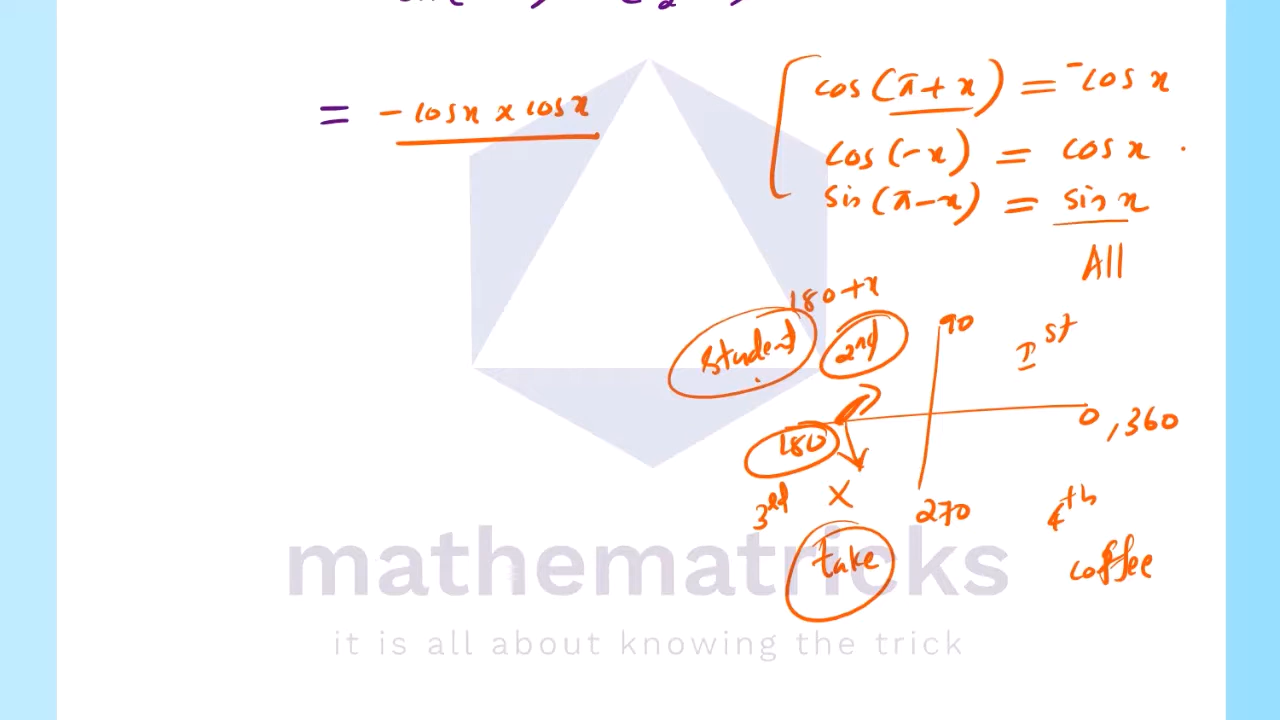 = - cos x × cos x
cos(π + x) = -cos x
cos(-x) = cos x
sin(π - x) = sin x
All
180+x
student
2nd
90
Ist
180
0, 360
3rd
×
270
4th
take
coffee
mathematricks
it is all about knowing the trick